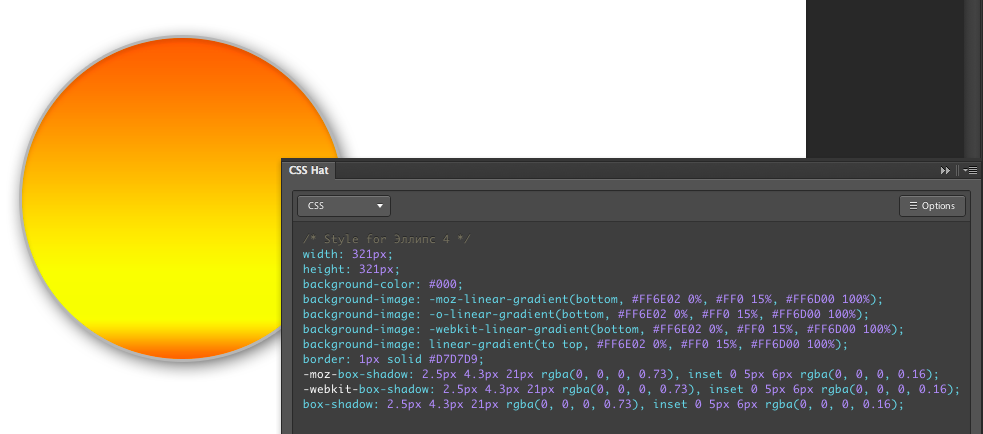 CSS Hat
CSS
Options
/* Style for Эллипс 4 */
width: 321px;
height: 321px;
background-color: #000;
background-image: -moz-linear-gradient(bottom, #FF6E02 0%, #FF0 15%, #FF6D00 100%);
background-image: -o-linear-gradient(bottom, #FF6E02 0%, #FF0 15%, #FF6D00 100%);
background-image: -webkit-linear-gradient(bottom, #FF6E02 0%, #FF0 15%, #FF6D00 100%);
background-image: linear-gradient(to top, #FF6E02 0%, #FF0 15%, #FF6D00 100%);
border: 1px solid #D7D7D9;
-moz-box-shadow: 2.5px 4.3px 21px rgba(0, 0, 0, 0.73), inset 0 5px 6px rgba(0, 0, 0, 0.16);
-webkit-box-shadow: 2.5px 4.3px 21px rgba(0, 0, 0, 0.73), inset 0 5px 6px rgba(0, 0, 0, 0.16);
box-shadow: 2.5px 4.3px 21px rgba(0, 0, 0, 0.73), inset 0 5px 6px rgba(0, 0, 0, 0.16);